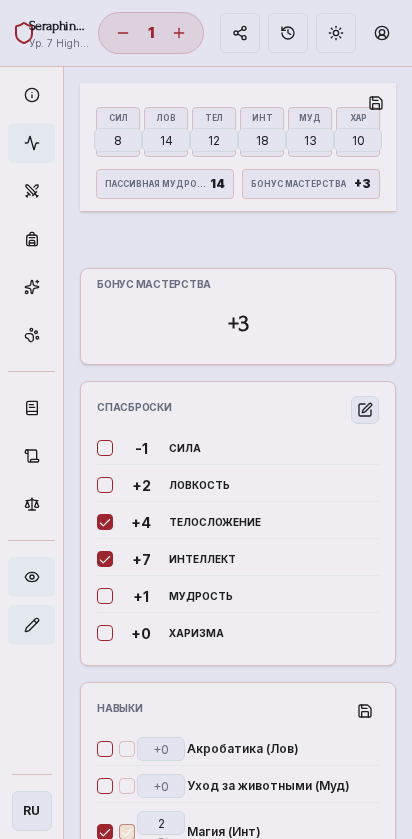 Seraphin...
Ур. 7 High...
1
СИЛ ЛОВ ТЕЛ ИНТ МУД ХАР
8 14 12 18 13 10
ПАССИВНАЯ МУДРО... 14 БОНУС МАСТЕРСТВА +3
БОНУС МАСТЕРСТВА
+3
СПАСБРОСКИ
-1 СИЛА
+2 ЛОВКОСТЬ
+4 ТЕЛОСЛОЖЕНИЕ
+7 ИНТЕЛЛЕКТ
+1 МУДРОСТЬ
+0 ХАРИЗМА
НАВЫКИ
+0 Акробатика (Лов)
+0 Уход за животными (Муд)
2
Магия (Инт)
RU